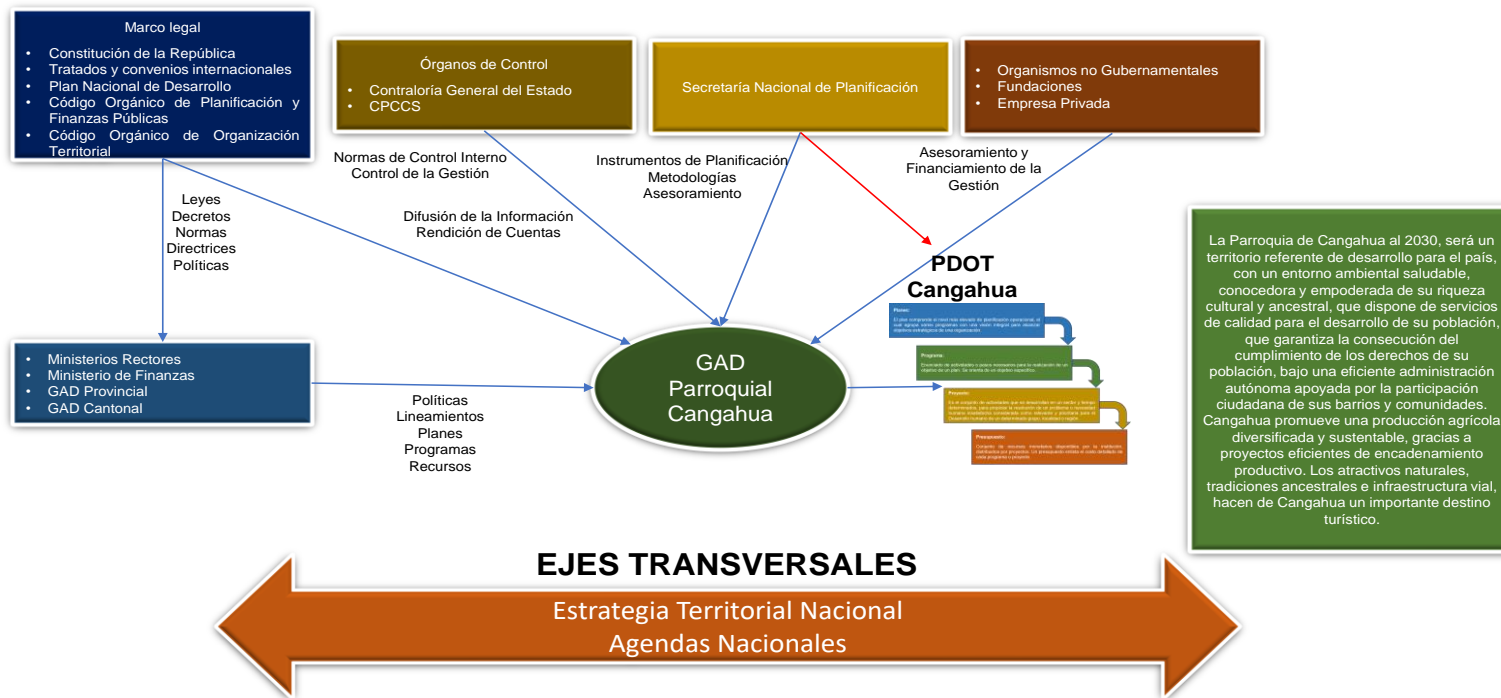 Marco legal
• Constitución de la República
• Tratados y convenios internacionales
• Plan Nacional de Desarrollo
• Código Orgánico de Planificación y
Finanzas Públicas
• Código Orgánico de Organización
Territorial
Órganos de Control
• Contraloría General del Estado
• CPCCS
Secretaría Nacional de Planificación
• Organismos no Gubernamentales
• Fundaciones
• Empresa Privada
Leyes
Decretos
Normas
Directrices
Políticas
Normas de Control Interno
Control de la Gestión
Difusión de la Información
Rendición de Cuentas
Instrumentos de Planificación
Metodologías
Asesoramiento
Asesoramiento y
Financiamiento de la
Gestión
• Ministerios Rectores
• Ministerio de Finanzas
• GAD Provincial
• GAD Cantonal
Políticas
Lineamientos
Planes
Programas
Recursos
GAD
Parroquial
Cangahua
PDOT
Cangahua
Planes:
Programa:
Proyecto:
Presupuesto:
La Parroquia de Cangahua al 2030, será un
territorio referente de desarrollo para el país,
con un entorno ambiental saludable,
conocedora y empoderada de su riqueza
cultural y ancestral, que dispone de servicios
de calidad para el desarrollo de su población,
que garantiza la consecución del
cumplimiento de los derechos de su
población, bajo una eficiente administración
autónoma apoyada por la participación
ciudadana de sus barrios y comunidades.
Cangahua promueve una producción agrícola
diversificada y sustentable, gracias a
proyectos eficientes de encadenamiento
productivo. Los atractivos naturales,
tradiciones ancestrales e infraestructura vial,
hacen de Cangahua un importante destino
turístico.
EJES TRANSVERSALES
Estrategia Territorial Nacional
Agendas Nacionales